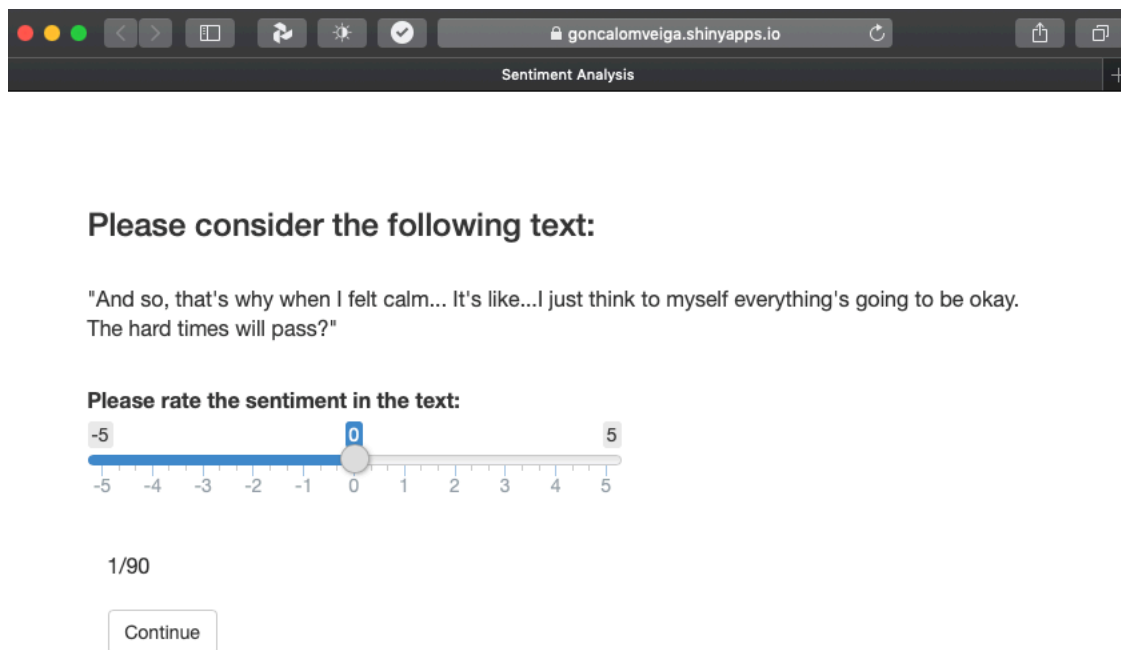 goncalomveiga.shinyapps.io
Sentiment Analysis
Please consider the following text:
"And so, that's why when I felt calm... It's like...I just think to myself everything's going to be okay.
The hard times will pass?"
Please rate the sentiment in the text:
-5 0 5
-5 -4 -3 -2 -1 0 1 2 3 4 5
1/90
Continue